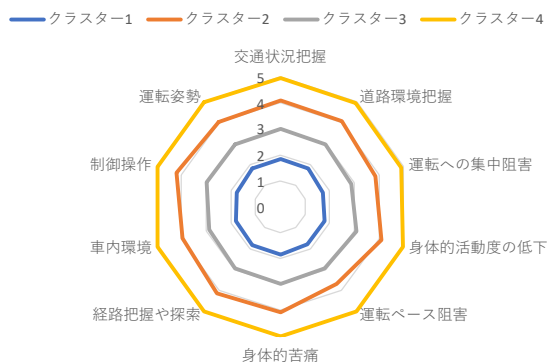 クラスター1 クラスター2 クラスター3 クラスター4
交通状況把握
道路環境把握
運転への集中阻害
身体的活動度の低下
運転ペース阻害
身体的苦痛
経路把握や探索
車内環境
制御操作
運転姿勢
5
4
3
2
1
0